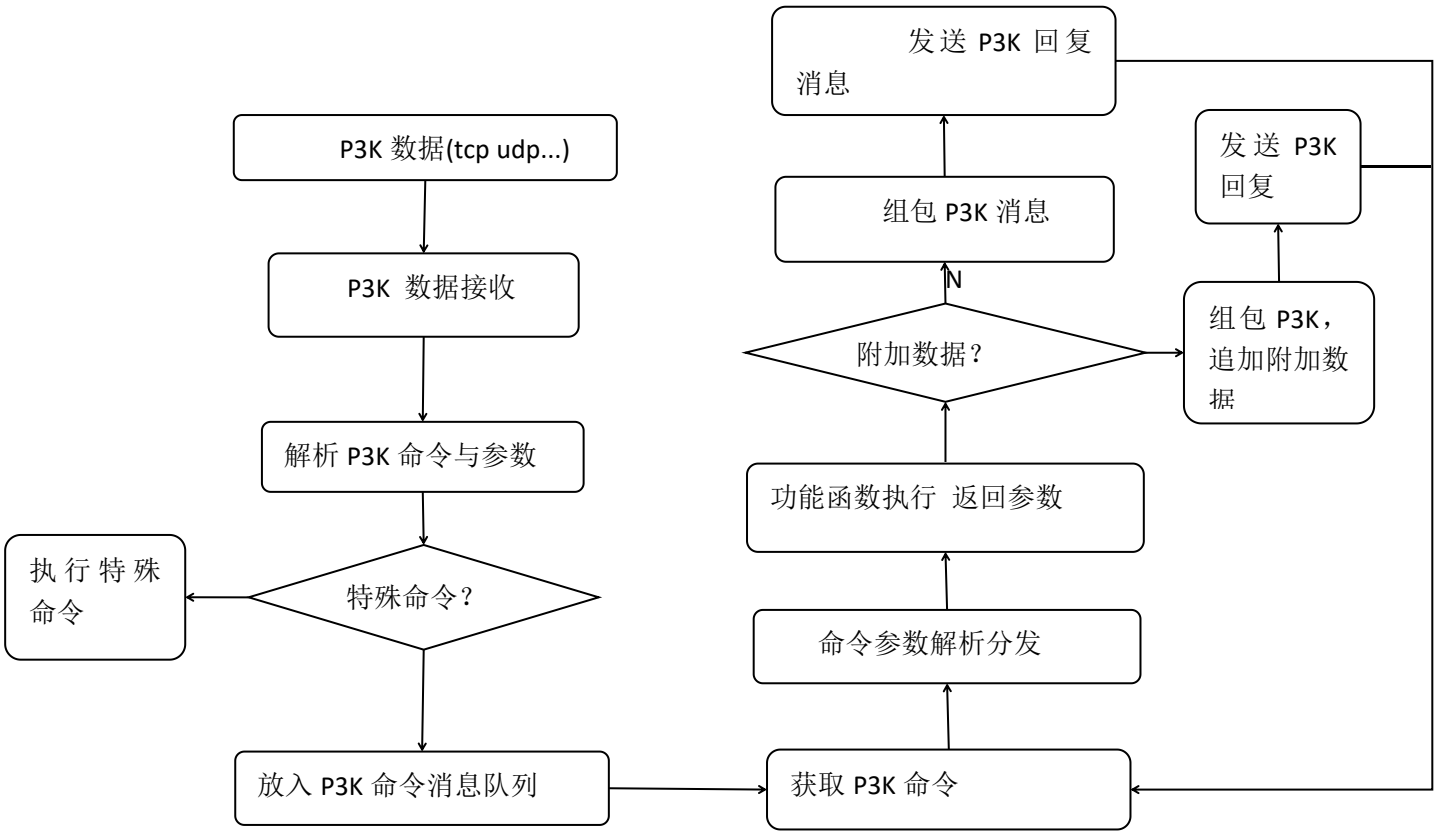 P3K 数据(tcp udp...)
P3K 数据接收
解析 P3K 命令与参数
特殊命令？
执行特殊
命令
放入 P3K 命令消息队列
获取 P3K 命令
命令参数解析分发
功能函数执行 返回参数
附加数据？
N
组包 P3K 消息
发送 P3K 回复
消息
组包 P3K，
追加附加数
据
发送 P3K
回复